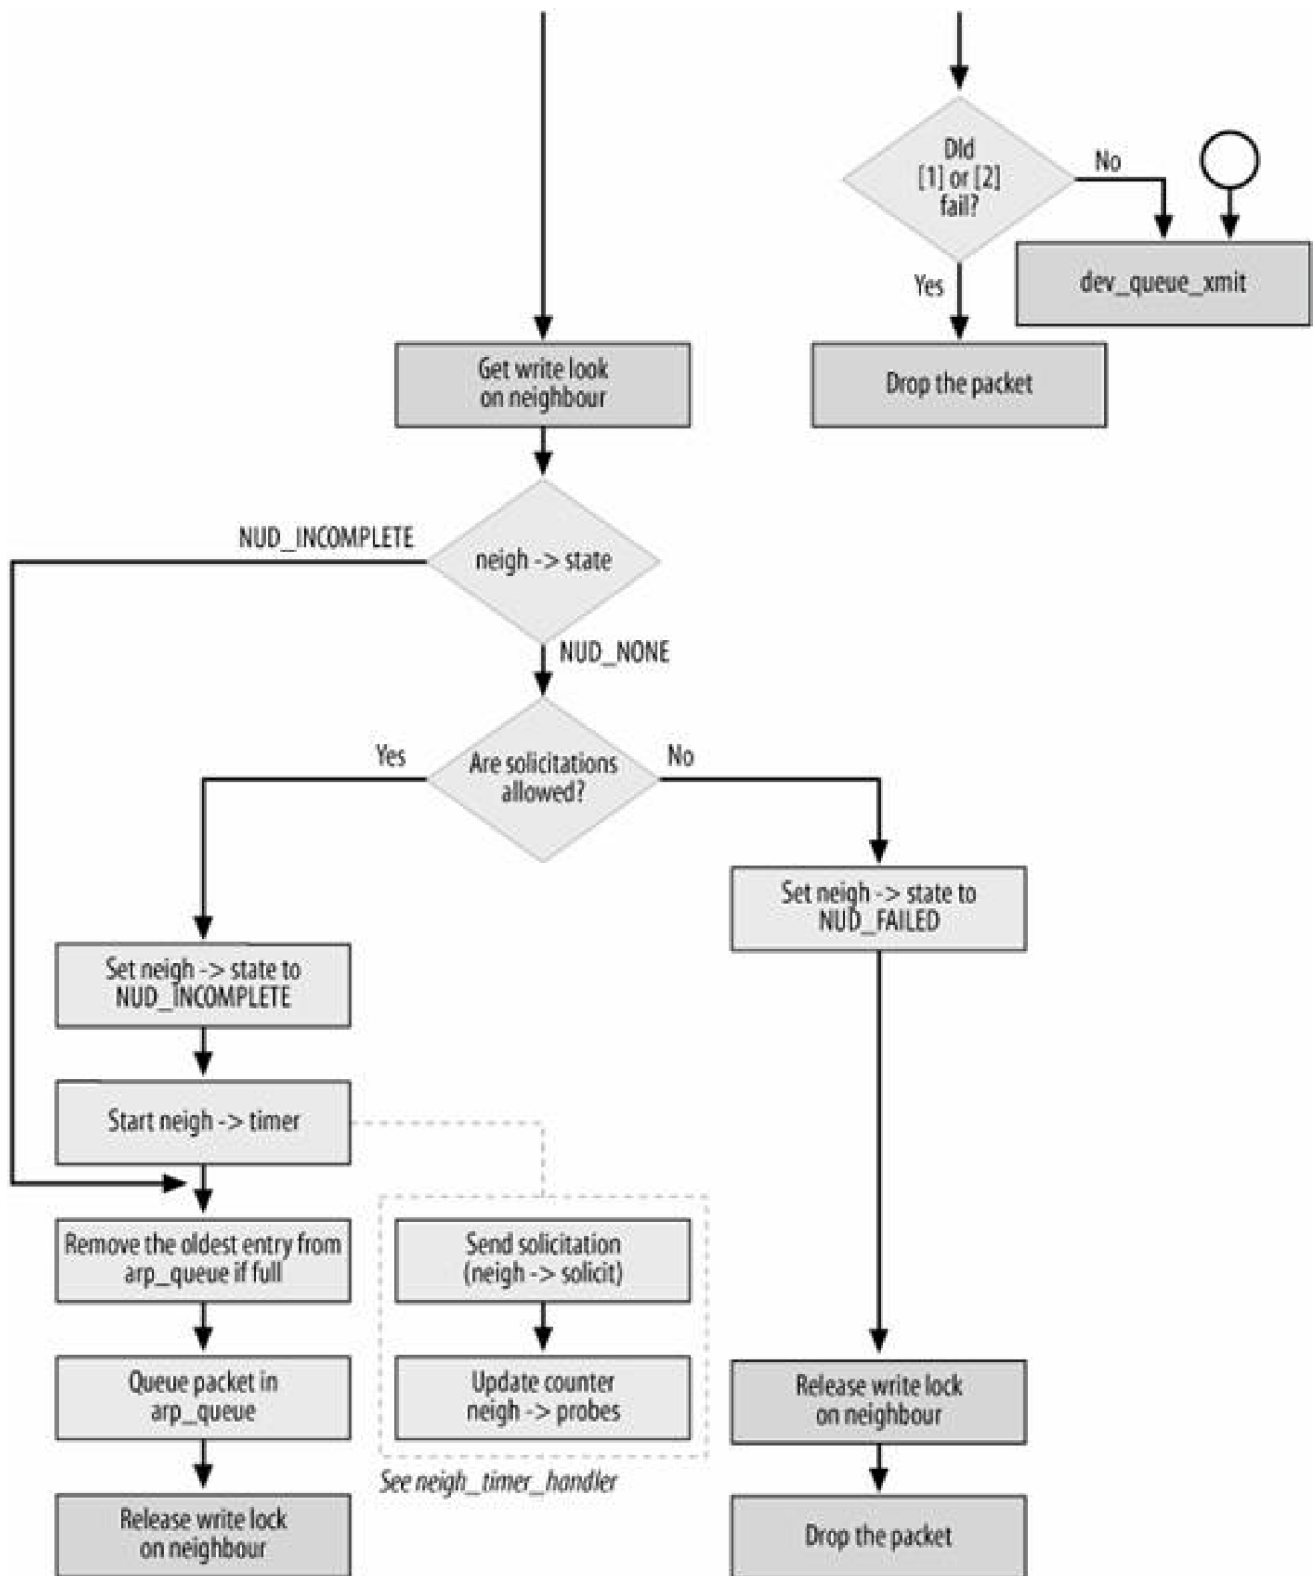 Did
[1] or [2]
fail?
No
dev_queue_xmit
Yes
Get write look
on neighbour
Drop the packet
NUD_INCOMPLETE
neigh -> state
NUD_NONE
Yes
Are solicitations
allowed?
No
Set neigh -> state to
NUD_FAILED
Set neigh -> state to
NUD_INCOMPLETE
Start neigh -> timer
Remove the oldest entry from
arp_queue if full
Send solicitation
(neigh -> solicit)
Queue packet in
arp_queue
Update counter
neigh -> probes
Release write lock
on neighbour
See neigh_timer_handler
Release write lock
on neighbour
Drop the packet